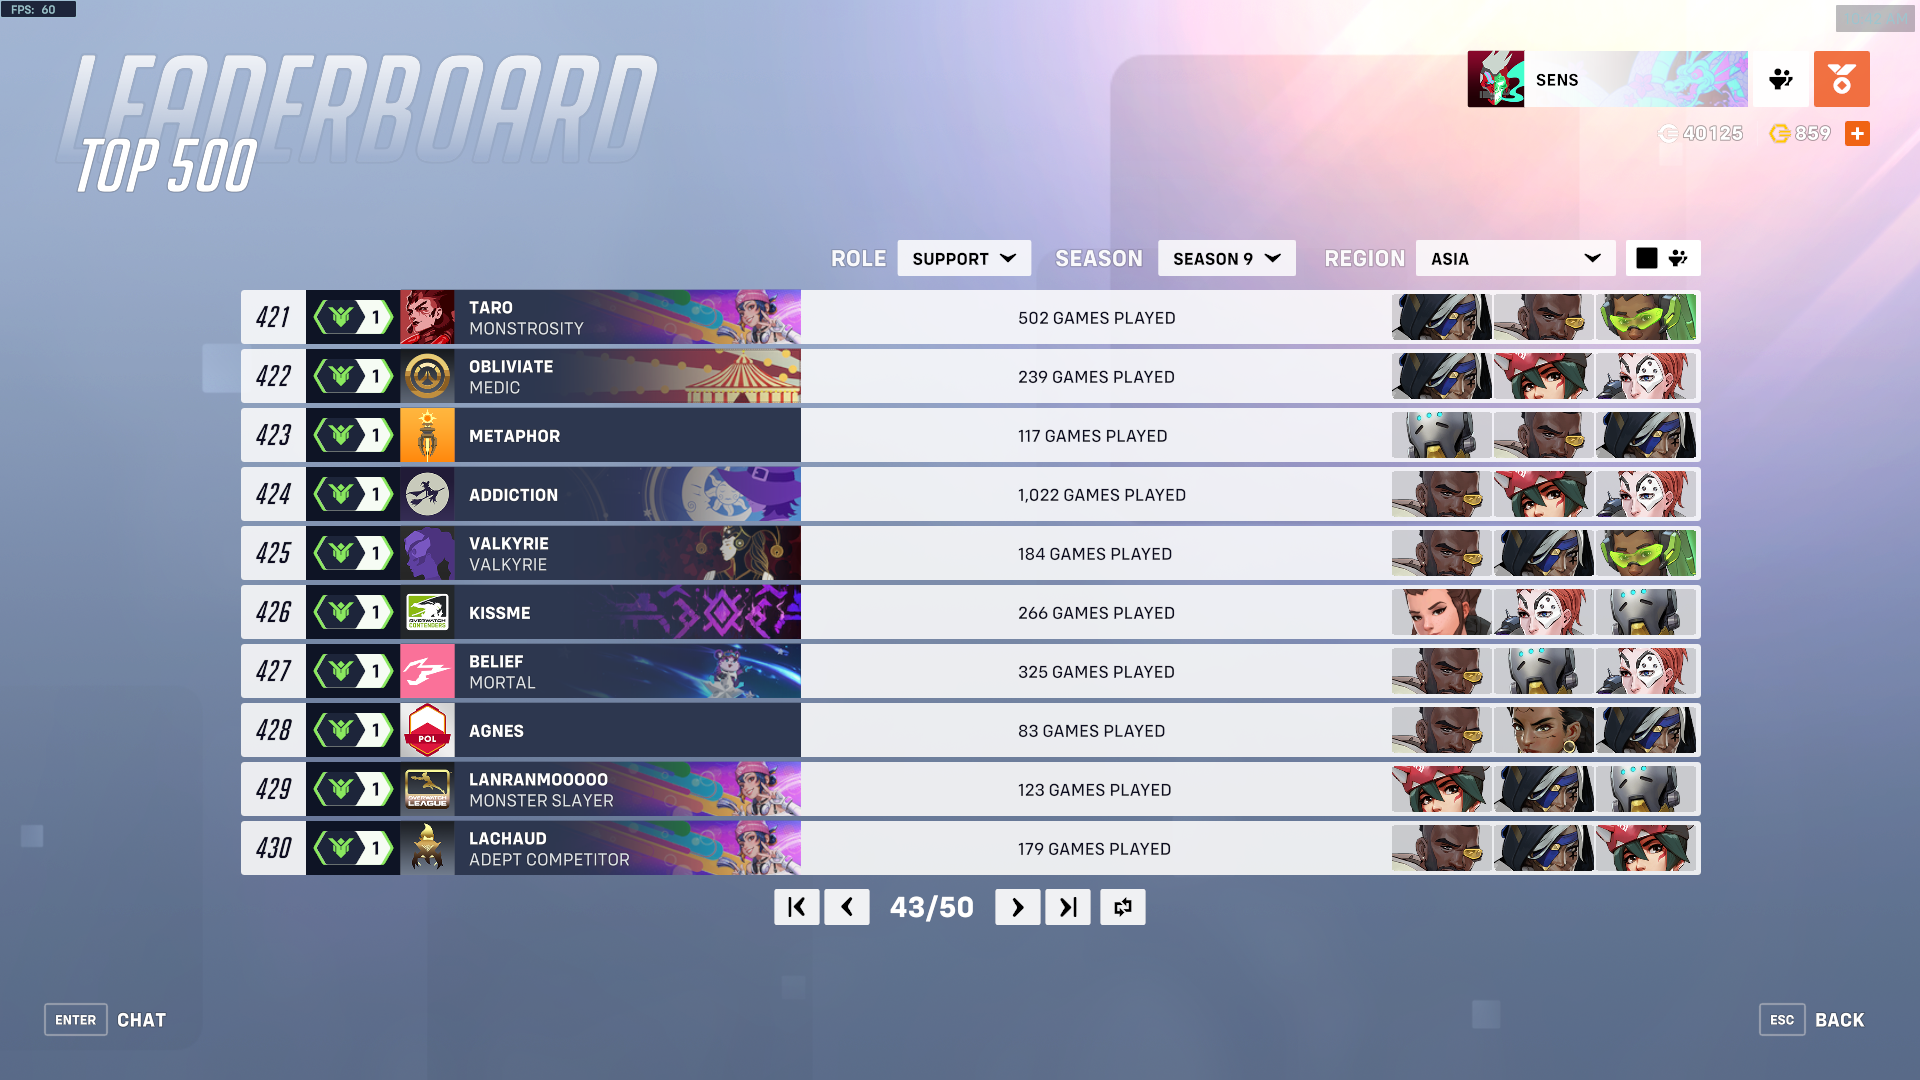 FPS: 60
LEADERBOARD
TOP 500
SENS
40125
859
ROLE
SUPPORT
SEASON
SEASON 9
REGION
ASIA
421
1
TARO
MONSTROSITY
502 GAMES PLAYED
422
1
OBLIVIATE
MEDIC
239 GAMES PLAYED
423
1
METAPHOR
117 GAMES PLAYED
424
1
ADDICTION
1,022 GAMES PLAYED
425
1
VALKYRIE
VALKYRIE
184 GAMES PLAYED
426
1
OVERWATCH
CONTENDERS
KISSME
266 GAMES PLAYED
427
1
BELIEF
MORTAL
325 GAMES PLAYED
428
1
POL
AGNES
83 GAMES PLAYED
429
1
OVERWATCH
LEAGUE
LANRANMOOOOO
MONSTER SLAYER
123 GAMES PLAYED
430
1
LACHAUD
ADEPT COMPETITOR
179 GAMES PLAYED
43/50
ENTER
CHAT
ESC
BACK